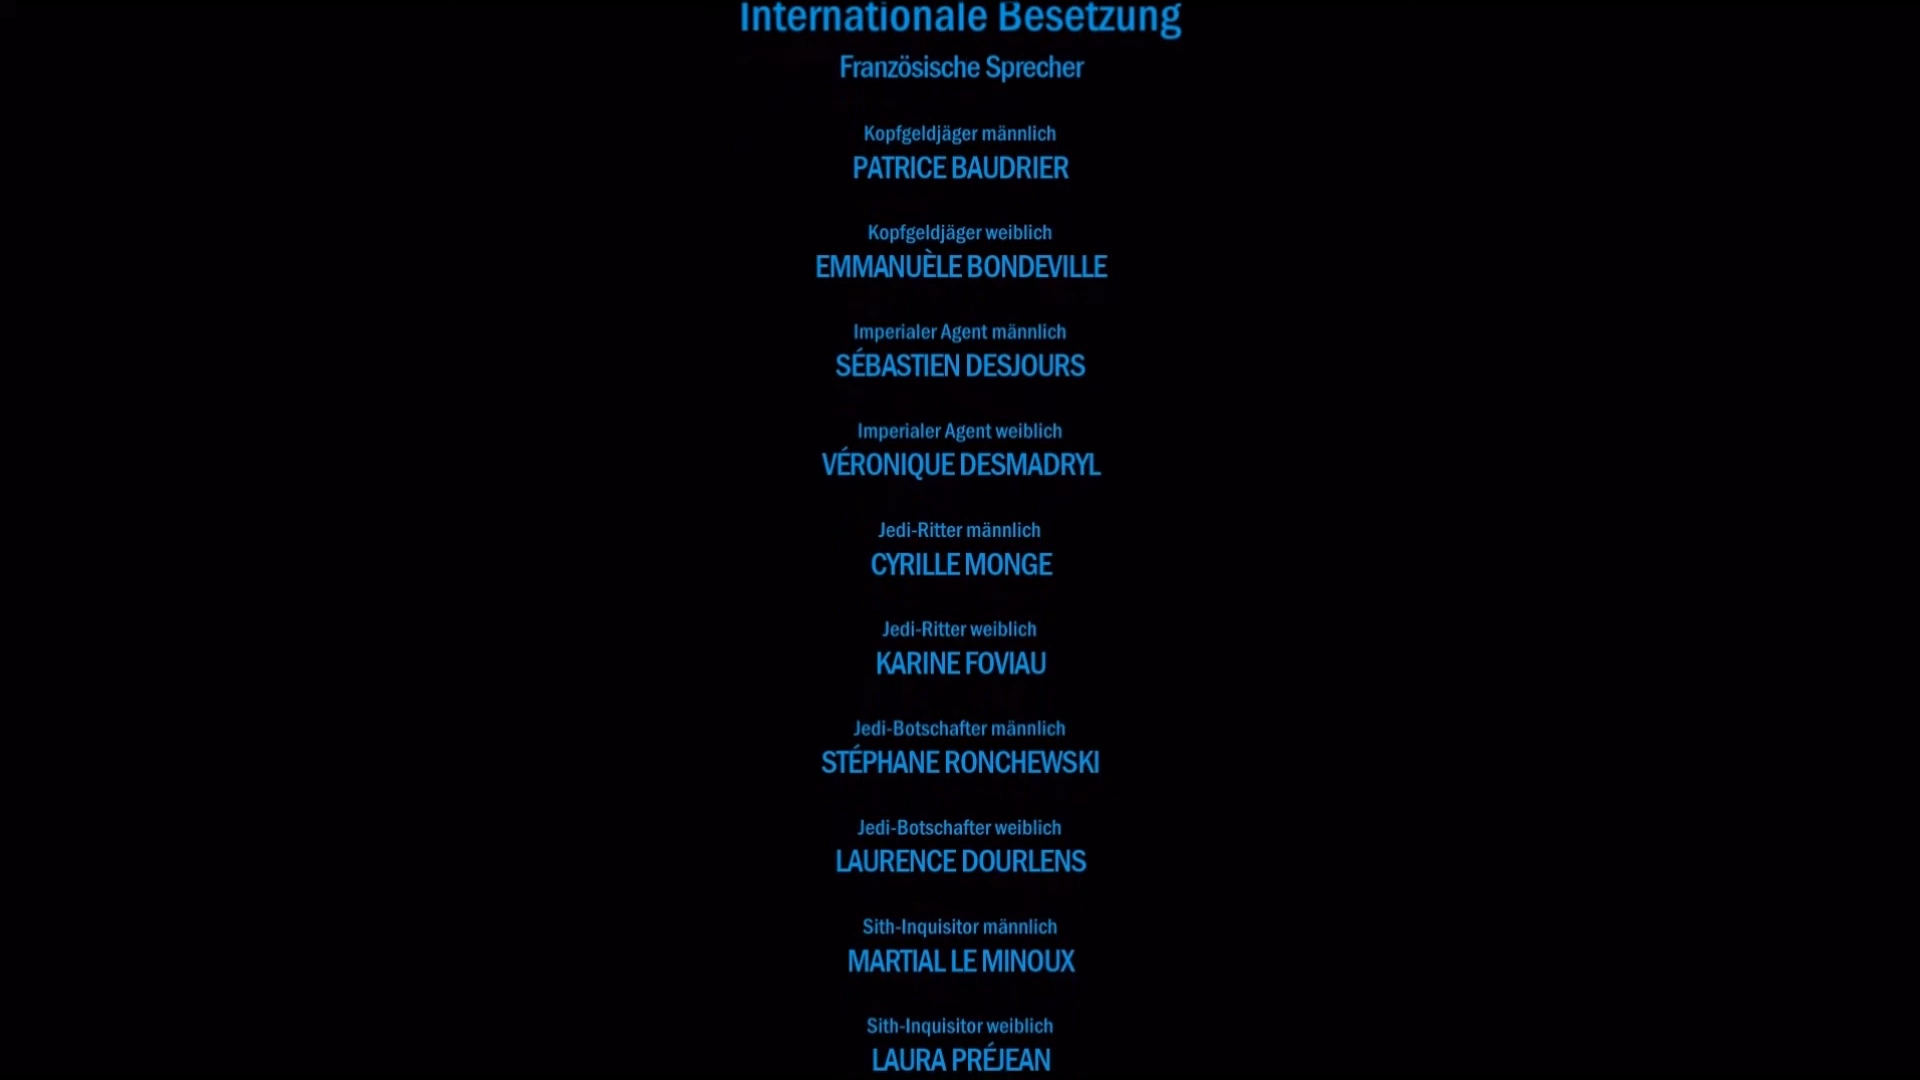 Internationale Besetzung
Französische Sprecher
Kopfgeldjäger männlich
PATRICE BAUDRIER
Kopfgeldjäger weiblich
EMMANUÈLE BONDEVILLE
Imperialer Agent männlich
SÉBASTIEN DESJOURS
Imperialer Agent weiblich
VÉRONIQUE DESMADRYL
Jedi-Ritter männlich
CYRILLE MONGE
Jedi-Ritter weiblich
KARINE FOVIAU
Jedi-Botschafter männlich
STÉPHANE RONCHEWSKI
Jedi-Botschafter weiblich
LAURENCE DOURLENS
Sith-Inquisitor männlich
MARTIAL LE MINOUX
Sith-Inquisitor weiblich
LAURA PRÉJEAN